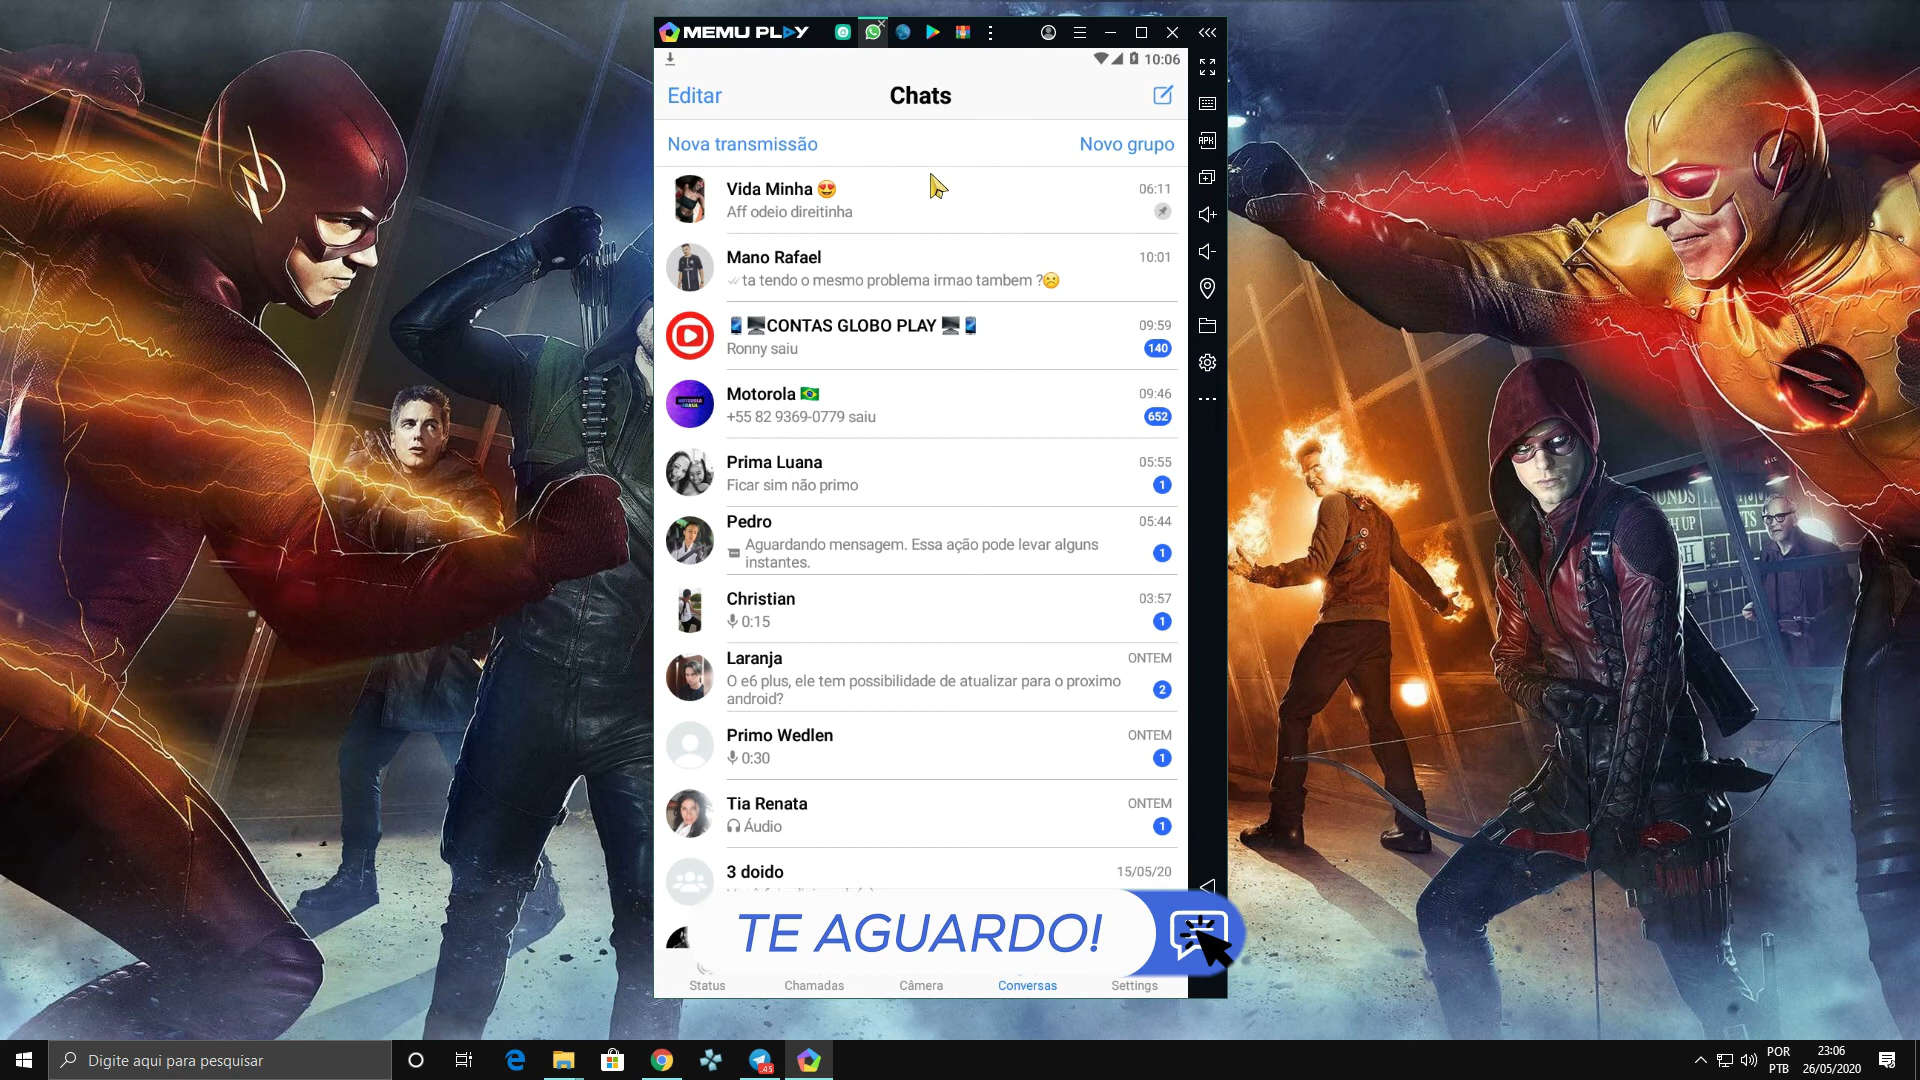 MEMU PLAY
10:06
Editar
Chats
Nova transmissão
Novo grupo
Vida Minha 😍
06:11
Aff odeio direitinha
Mano Rafael
10:01
ta tendo o mesmo problema irmao tambem ?☹️
📱🖥️CONTAS GLOBO PLAY 🖥️📱
09:59
Ronny saiu
140
Motorola 🇧🇷
09:46
+55 82 9369-0779 saiu
652
Prima Luana
05:55
Ficar sim não primo
1
Pedro
05:44
Aguardando mensagem. Essa ação pode levar alguns
instantes.
1
Christian
03:57
0:15
1
Laranja
ONTEM
O e6 plus, ele tem possibilidade de atualizar para o proximo
android?
2
Primo Wedlen
ONTEM
0:30
1
Tia Renata
ONTEM
Áudio
1
3 doido
15/05/20
TE AGUARDO!
Status
Chamadas
Câmera
Conversas
Settings
APK
MOTOROLA
BRASIL
Digite aqui para pesquisar
45
POR
PTB
23:06
26/05/2020